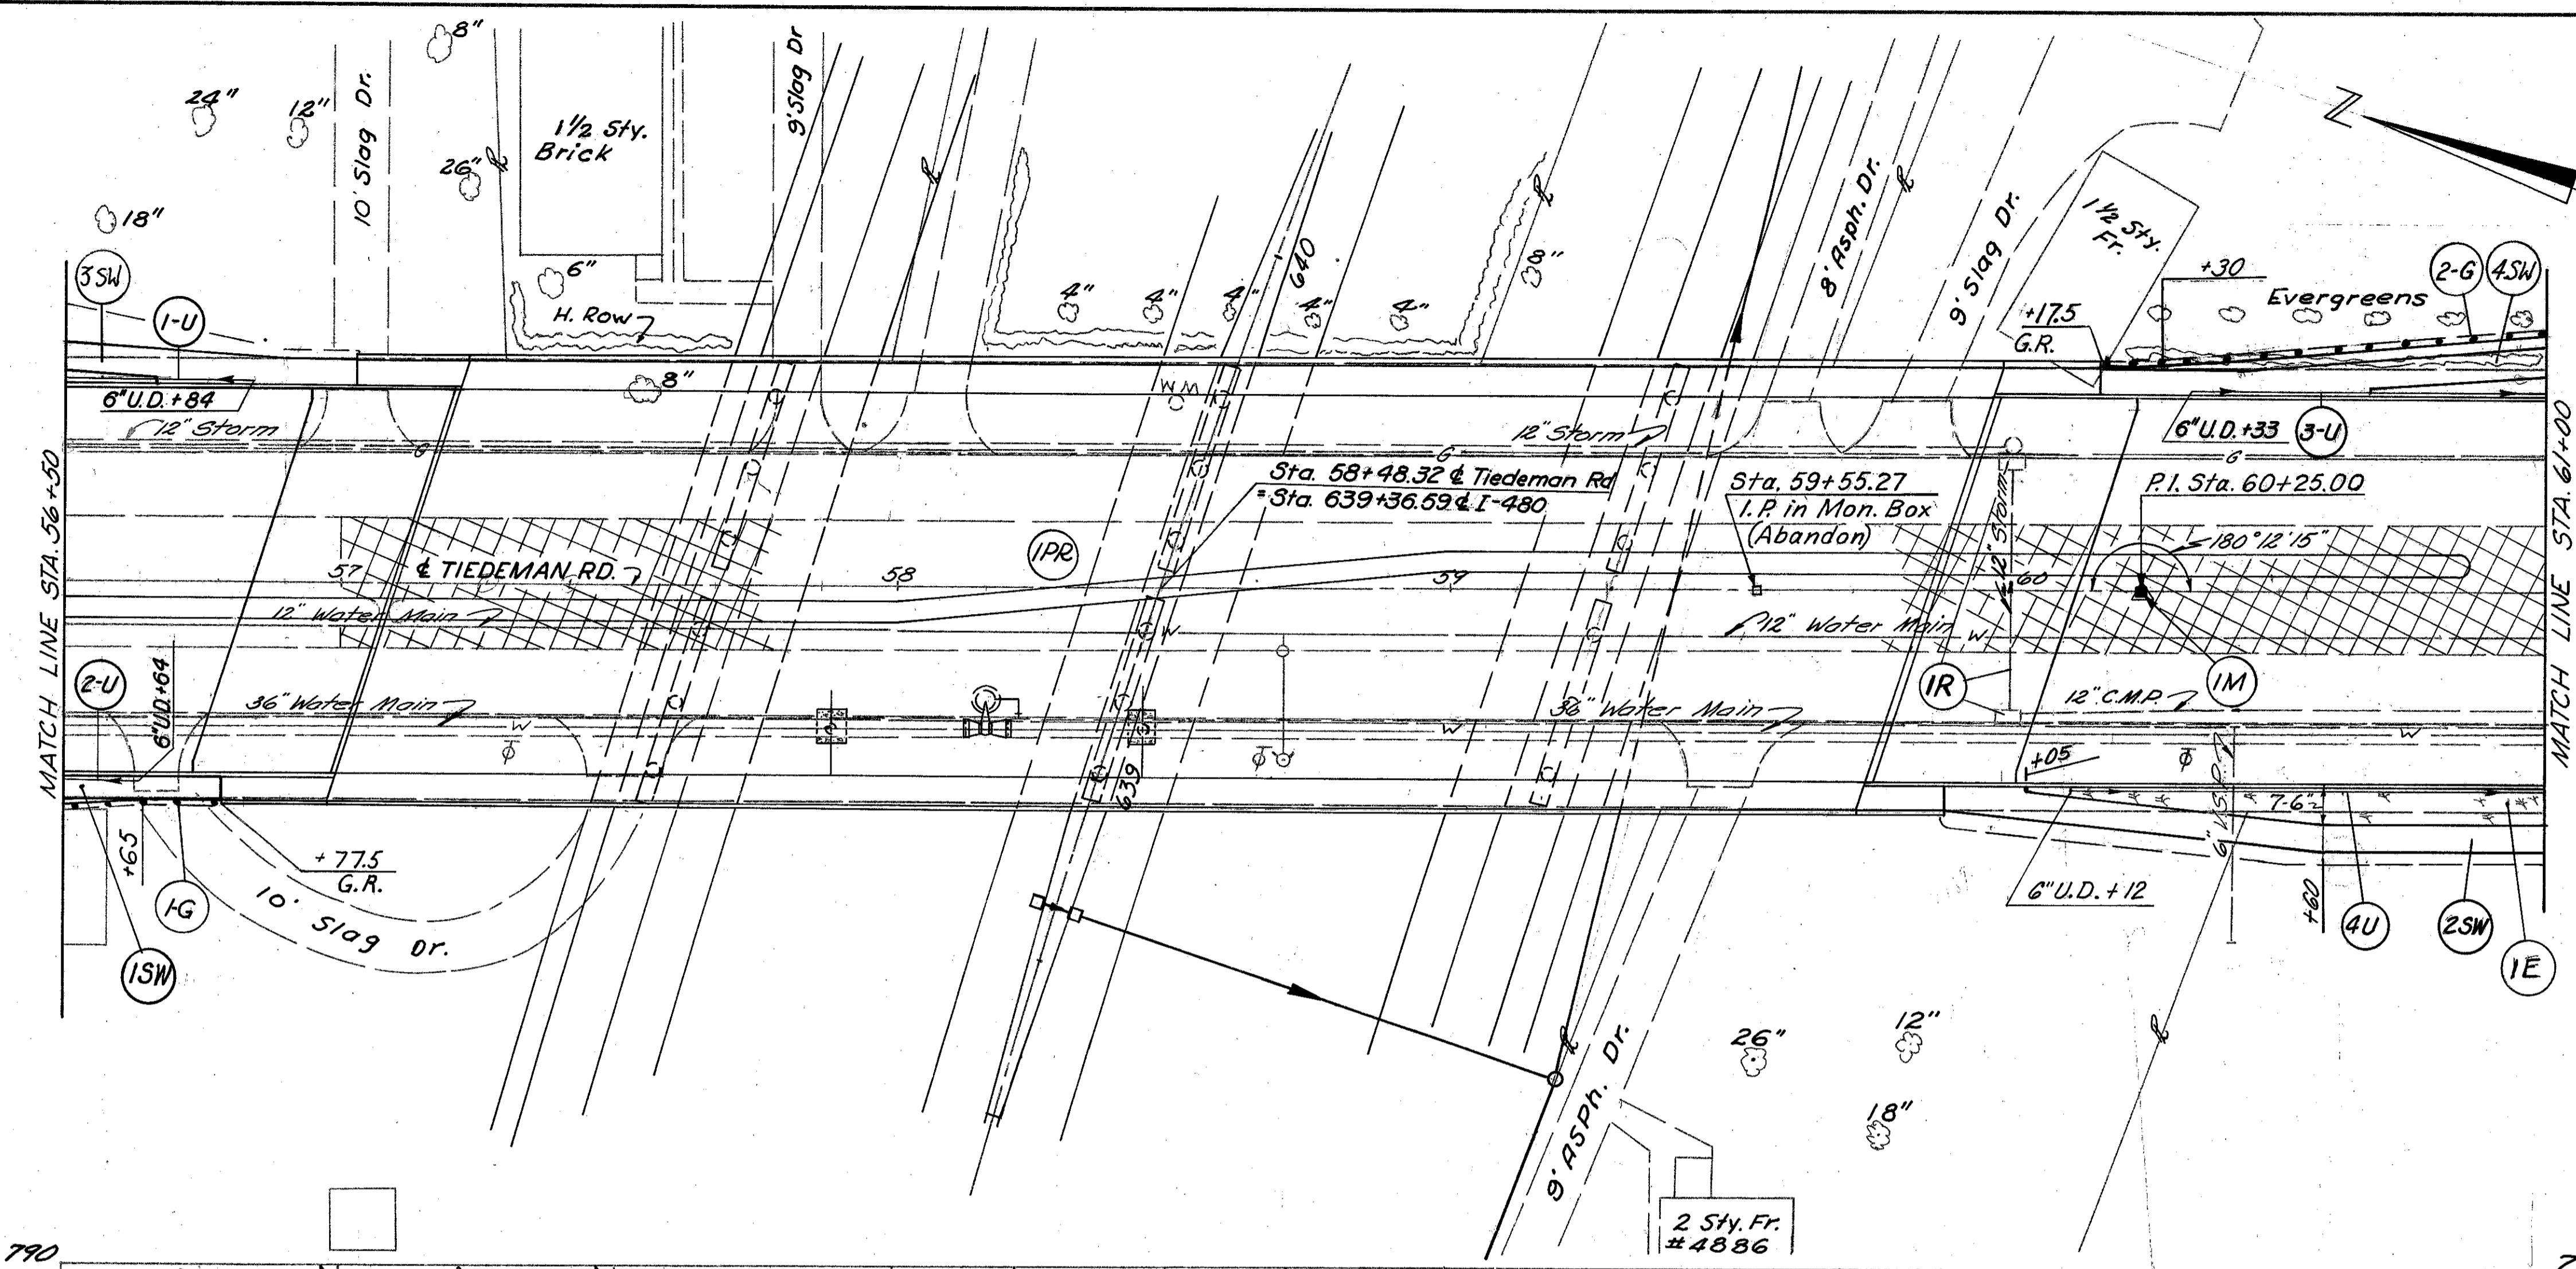 8"
24"
12"
10' Slag Dr.
26"
18"
1½ Sty.
Brick
9' Slag Dr
6"
H. Row
8"
4"
4"
4"
4"
4"
640
8"
8' Asph. Dr.
9' Slag Dr.
1½ Sty.
Fr.
Z
+30
Evergreens
2-G
4SW
+17.5
G.R.
3SW
1-U
6" U.D. +84
12" Storm
G
WM
12" Storm
G
6" U.D. +33
3-U
G
MATCH LINE STA. 56+50
Sta. 58+48.32 ℄ Tiedeman Rd
= Sta. 639+36.59 ℄ I-480
Sta. 59+55.27
I.P. in Mon. Box
(Abandon)
P.I. Sta. 60+25.00
12" Storm
180°12'15"
1PR
57
℄ TIEDEMAN RD.
58
59
60
12" Water Main
W
12" Water Main
W
MATCH LINE STA. 61+00
2-U
6" U.D. +64
36" Water Main
W
36" Water Main
W
1R
1M
12" C.M.P.
W
+05
6" V.S.P.
7-6"
639
+65
+77.5
G.R.
1-G
1SW
10' Slag Dr.
6" U.D. +12
+60
4U
2SW
1E
9' ASPh. Dr.
26"
12"
18"
2 Sty. Fr.
#4886
790
7